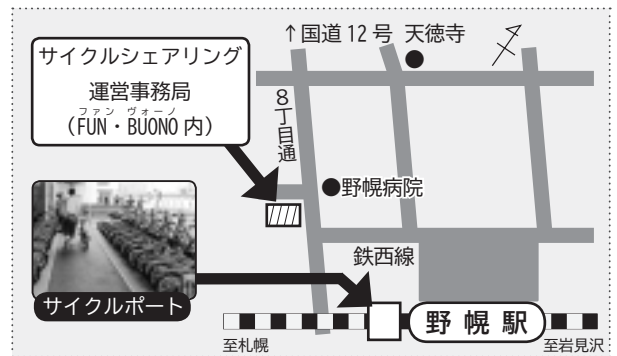 サイクルシェアリング
運営事務局
ファン ヴォーノ
(FUN・BUONO内)
↑国道12号
天徳寺
8丁目通
野幌病院
鉄西線
サイクルポート
野幌駅
至札幌
至岩見沢